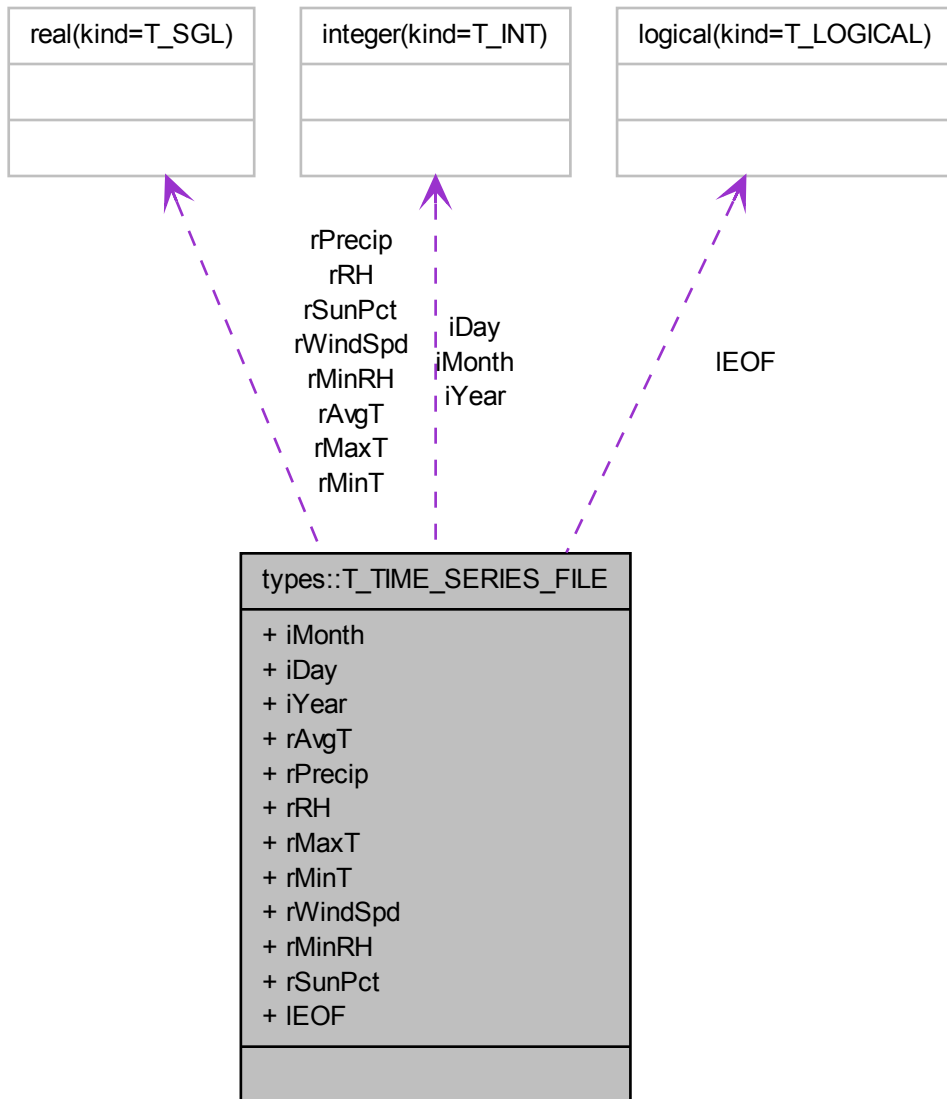 real(kind=T_SGL)
integer(kind=T_INT)
logical(kind=T_LOGICAL)
rPrecip
rRH
rSunPct
rWindSpd
rMinRH
rAvgT
rMaxT
rMinT
iDay
iMonth
iYear
lEOF
types::T_TIME_SERIES_FILE
+ iMonth
+ iDay
+ iYear
+ rAvgT
+ rPrecip
+ rRH
+ rMaxT
+ rMinT
+ rWindSpd
+ rMinRH
+ rSunPct
+ lEOF